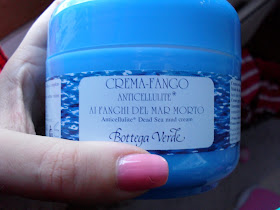 CREMA-FANGO
ANTICELLULITE*
AI FANGHI DEL MAR MORTO
Anticellulite* Dead Sea mud cream
Bottega Verde